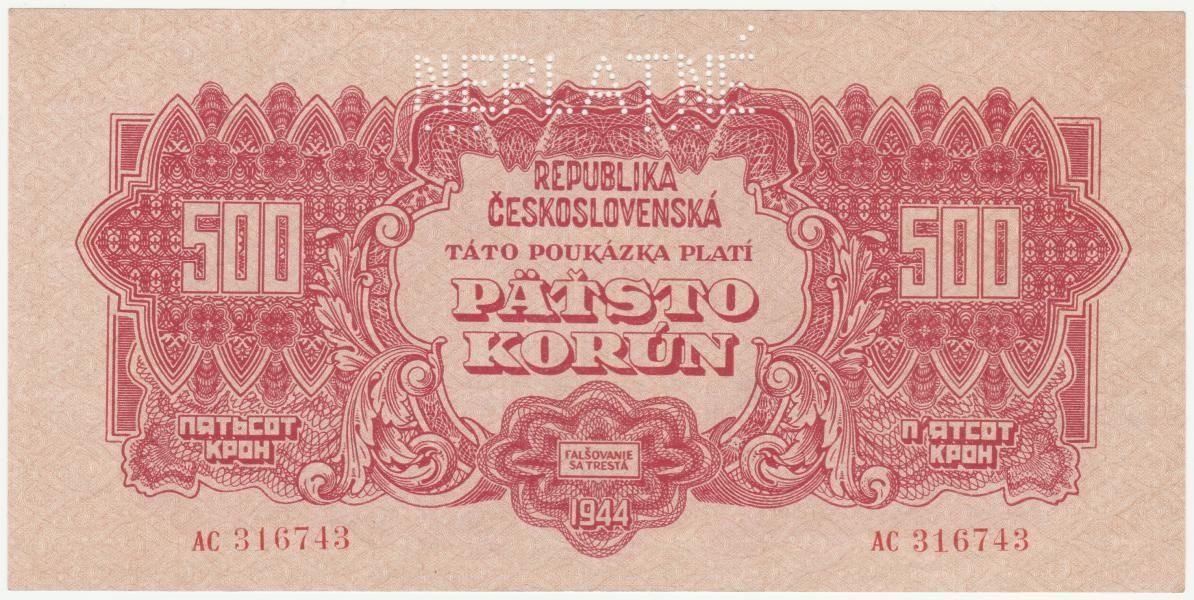 NEPLATNÉ
REPUBLIKA
ČESKOSLOVENSKÁ
TÁTO POUKÁZKA PLATÍ
PÄŤSTO
KORÚN
500
500
ПЯТЬСОТ
КРОН
П'ЯТСОТ
КРОН
FALŠOVANIE
SA TRESTÁ
1944
AC 316743
AC 316743